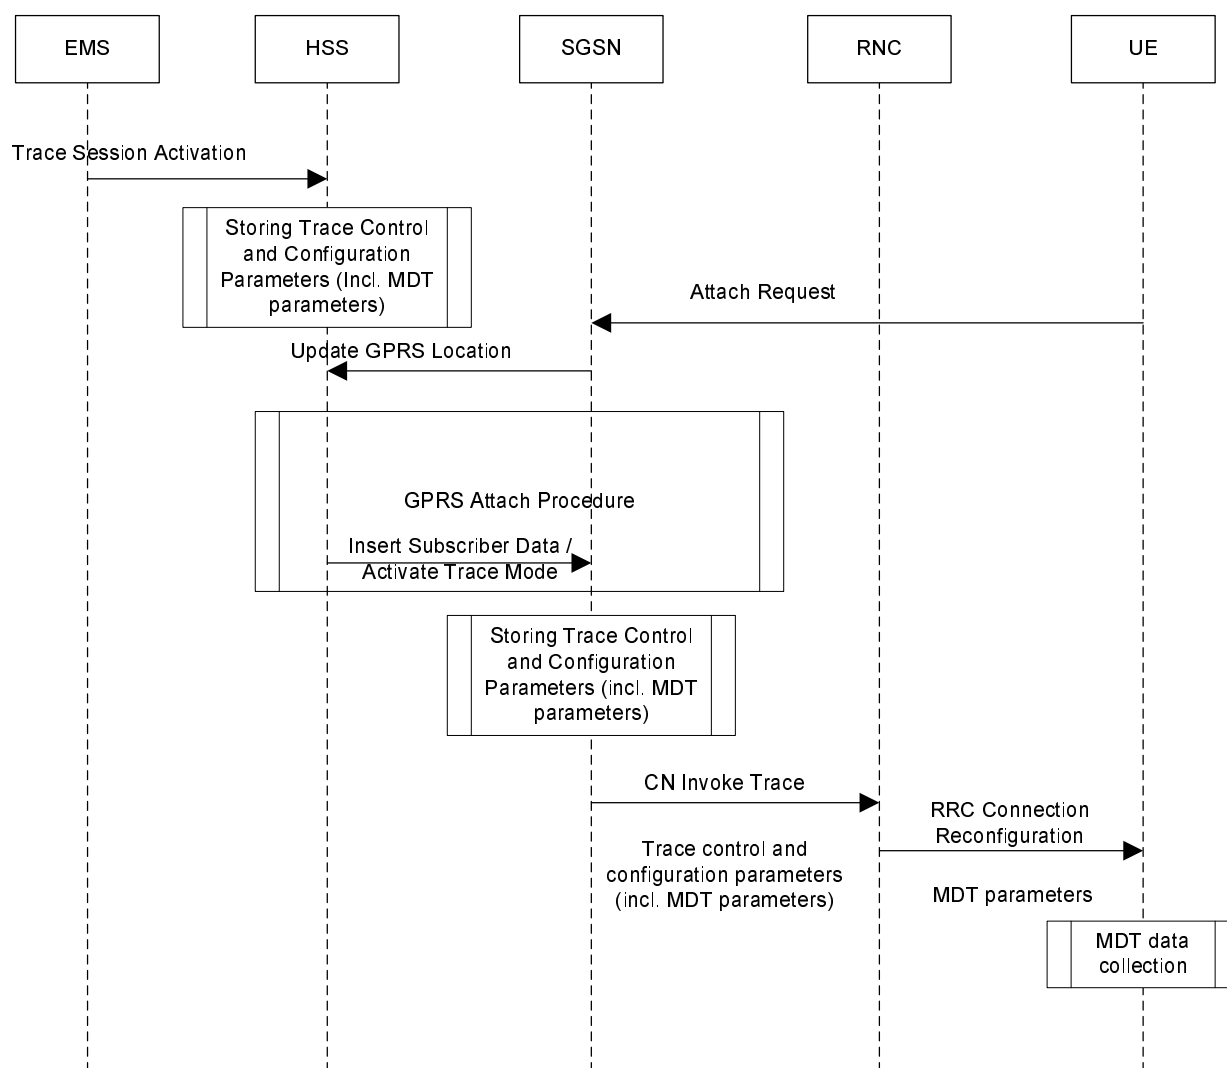 EMS
HSS
SGSN
RNC
UE
Trace Session Activation
Storing Trace Control
and Configuration
Parameters (Incl. MDT
parameters)
Attach Request
Update GPRS Location
GPRS Attach Procedure
Insert Subscriber Data /
Activate Trace Mode
Storing Trace Control
and Configuration
Parameters (incl. MDT
parameters)
CN Invoke Trace
RRC Connection
Reconfiguration
Trace control and
configuration parameters
(incl. MDT parameters)
MDT parameters
MDT data
collection